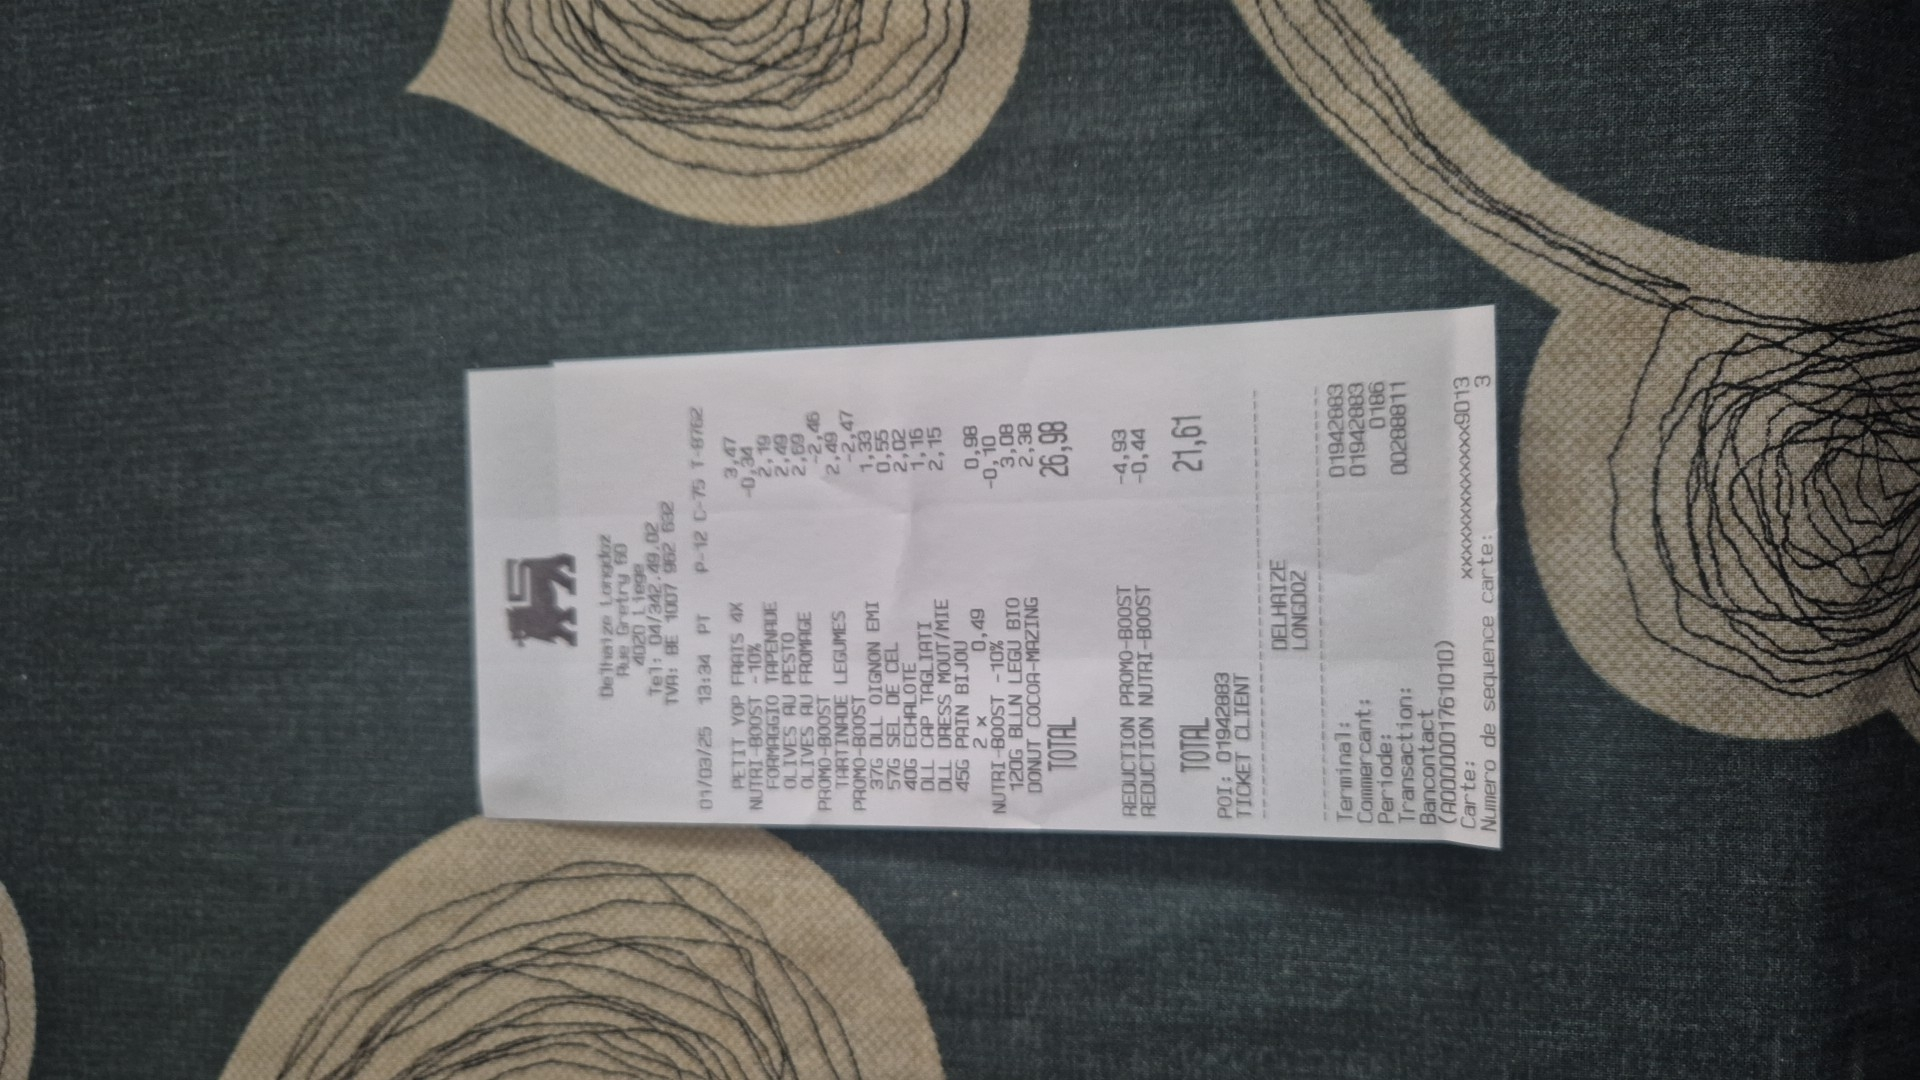 Delhaize Longdoz
Rue Gretry 60
4020 Liege
Tel: 04/342.49.02
TVA: BE 1007 962 632
01/03/25 13:34 PT P-12 C-75 T-8762
PETIT YOP FRAIS 4X 3,47
NUTRI-BOOST -10% -0,34
FORMAGGIO TAPENADE 2,19
OLIVES AU PESTO 2,49
OLIVES AU FROMAGE 2,69
PROMO-BOOST -2,46
TARTINADE LEGUMES 2,49
PROMO-BOOST -2,47
37G DLL OIGNON EMI 1,33
57G SEL DE CEL 0,55
40G ECHALOTE 2,02
DLL CAP TAGLIATI 1,16
DLL DRESS MOUT/MIE 2,15
45G PAIN BIJOU
2 x 0,49 0,98
NUTRI-BOOST -10% -0,10
120G BLLN LEGU BIO 3,08
DONUT COCOA-MAZING 2,38
TOTAL 26,98
REDUCTION PROMO-BOOST -4,93
REDUCTION NUTRI-BOOST -0,44
TOTAL 21,61
POI: 01942883
TICKET CLIENT
DELHAIZE
LONGDOZ
Terminal: 01942883
Commercant: 01942883
Periode: 0186
Transaction: 00288811
Bancontact
(A0000001761010)
Carte: xxxxxxxxxxxxxxx9013
Numero de sequence carte: 3